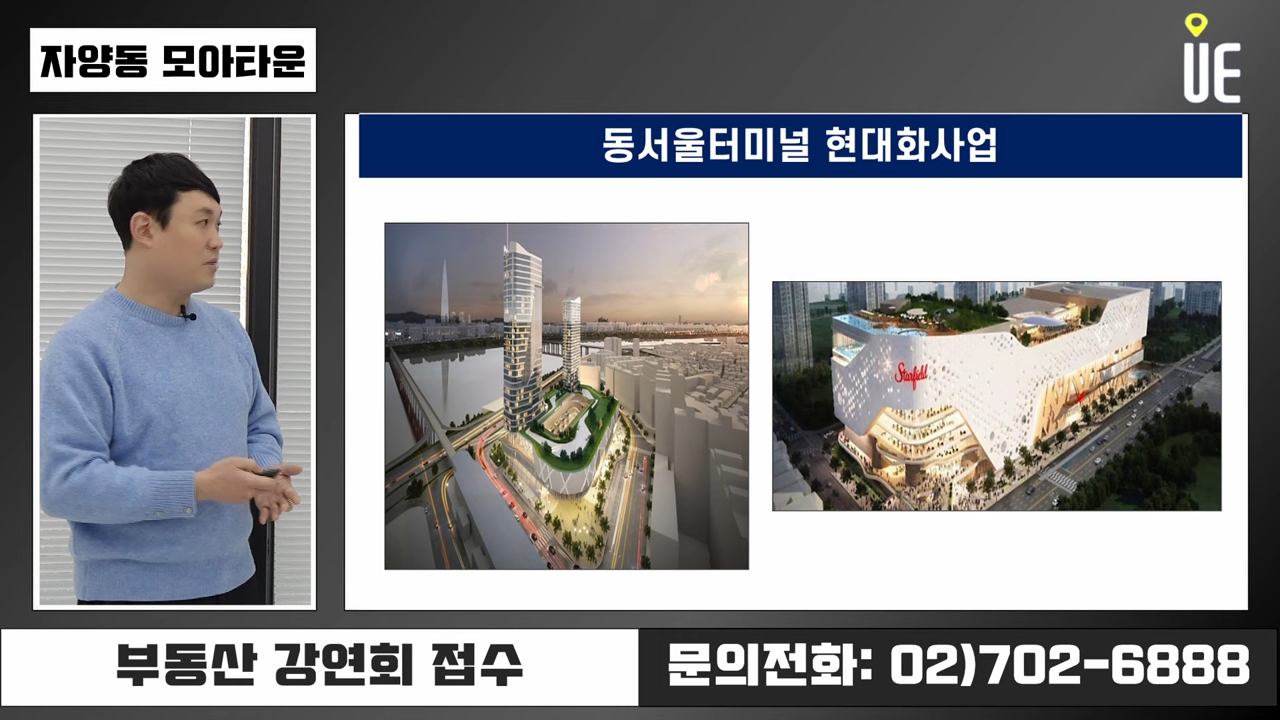 자양동 모아타운
UE
동서울터미널 현대화사업
Starfield
부동산 강연회 접수
문의전화: 02)702-6888